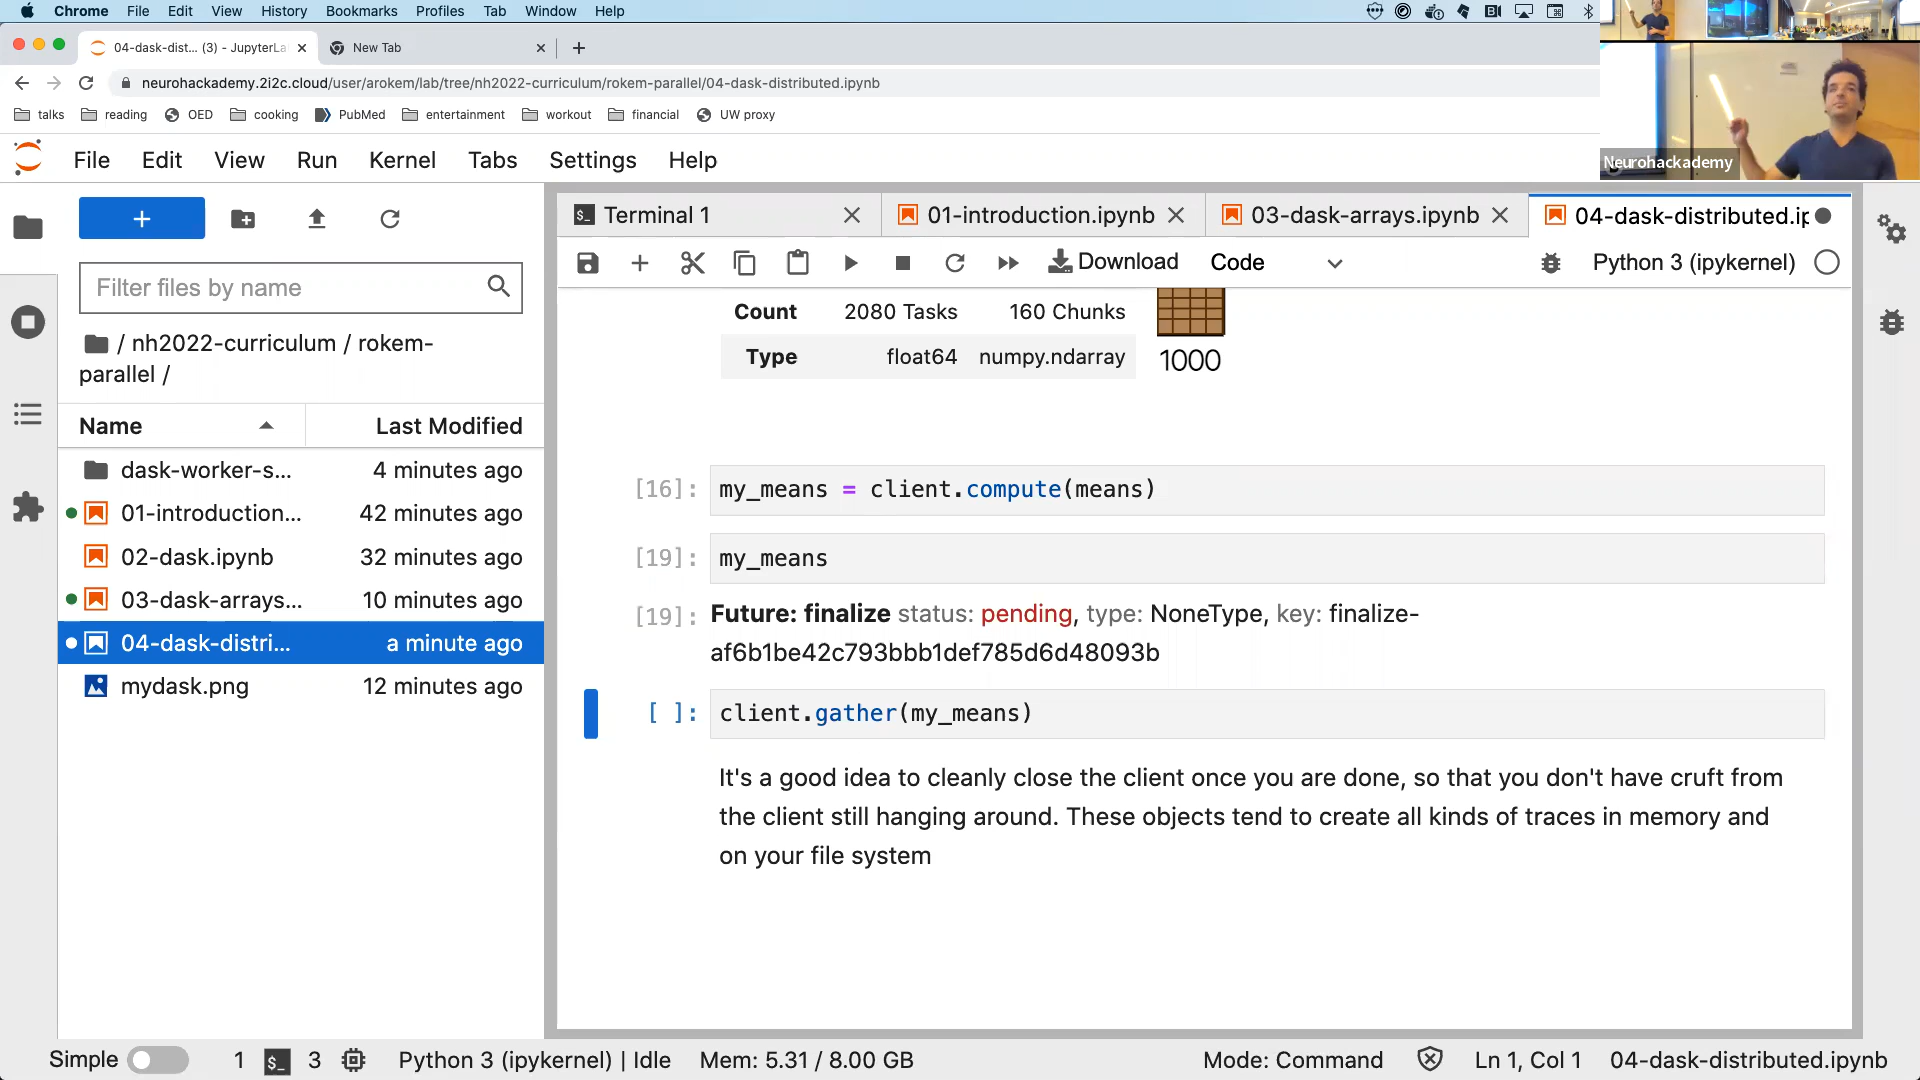 Chrome File Edit View History Bookmarks Profiles Tab Window Help
04-dask-dist... (3) - JupyterLa
New Tab
neurohackademy.2i2c.cloud/user/arokem/lab/tree/nh2022-curriculum/rokem-parallel/04-dask-distributed.ipynb
talks reading OED cooking PubMed entertainment workout financial UW proxy
Neurohackademy
File Edit View Run Kernel Tabs Settings Help
Terminal 1
01-introduction.ipynb
03-dask-arrays.ipynb
04-dask-distributed.ip
Download Code Python 3 (ipykernel)
Filter files by name
/ nh2022-curriculum / rokem-
parallel /
Name Last Modified
dask-worker-s... 4 minutes ago
01-introduction... 42 minutes ago
02-dask.ipynb 32 minutes ago
03-dask-arrays... 10 minutes ago
04-dask-distri... a minute ago
mydask.png 12 minutes ago
Count 2080 Tasks 160 Chunks
Type float64 numpy.ndarray
1000
[16]: my_means = client.compute(means)
[19]: my_means
[19]: Future: finalize status: pending, type: NoneType, key: finalize-
af6b1be42c793bbb1def785d6d48093b
[ ]: client.gather(my_means)
It's a good idea to cleanly close the client once you are done, so that you don't have cruft from
the client still hanging around. These objects tend to create all kinds of traces in memory and
on your file system
Simple 1 3 Python 3 (ipykernel) | Idle Mem: 5.31 / 8.00 GB Mode: Command Ln 1, Col 1 04-dask-distributed.ipynb